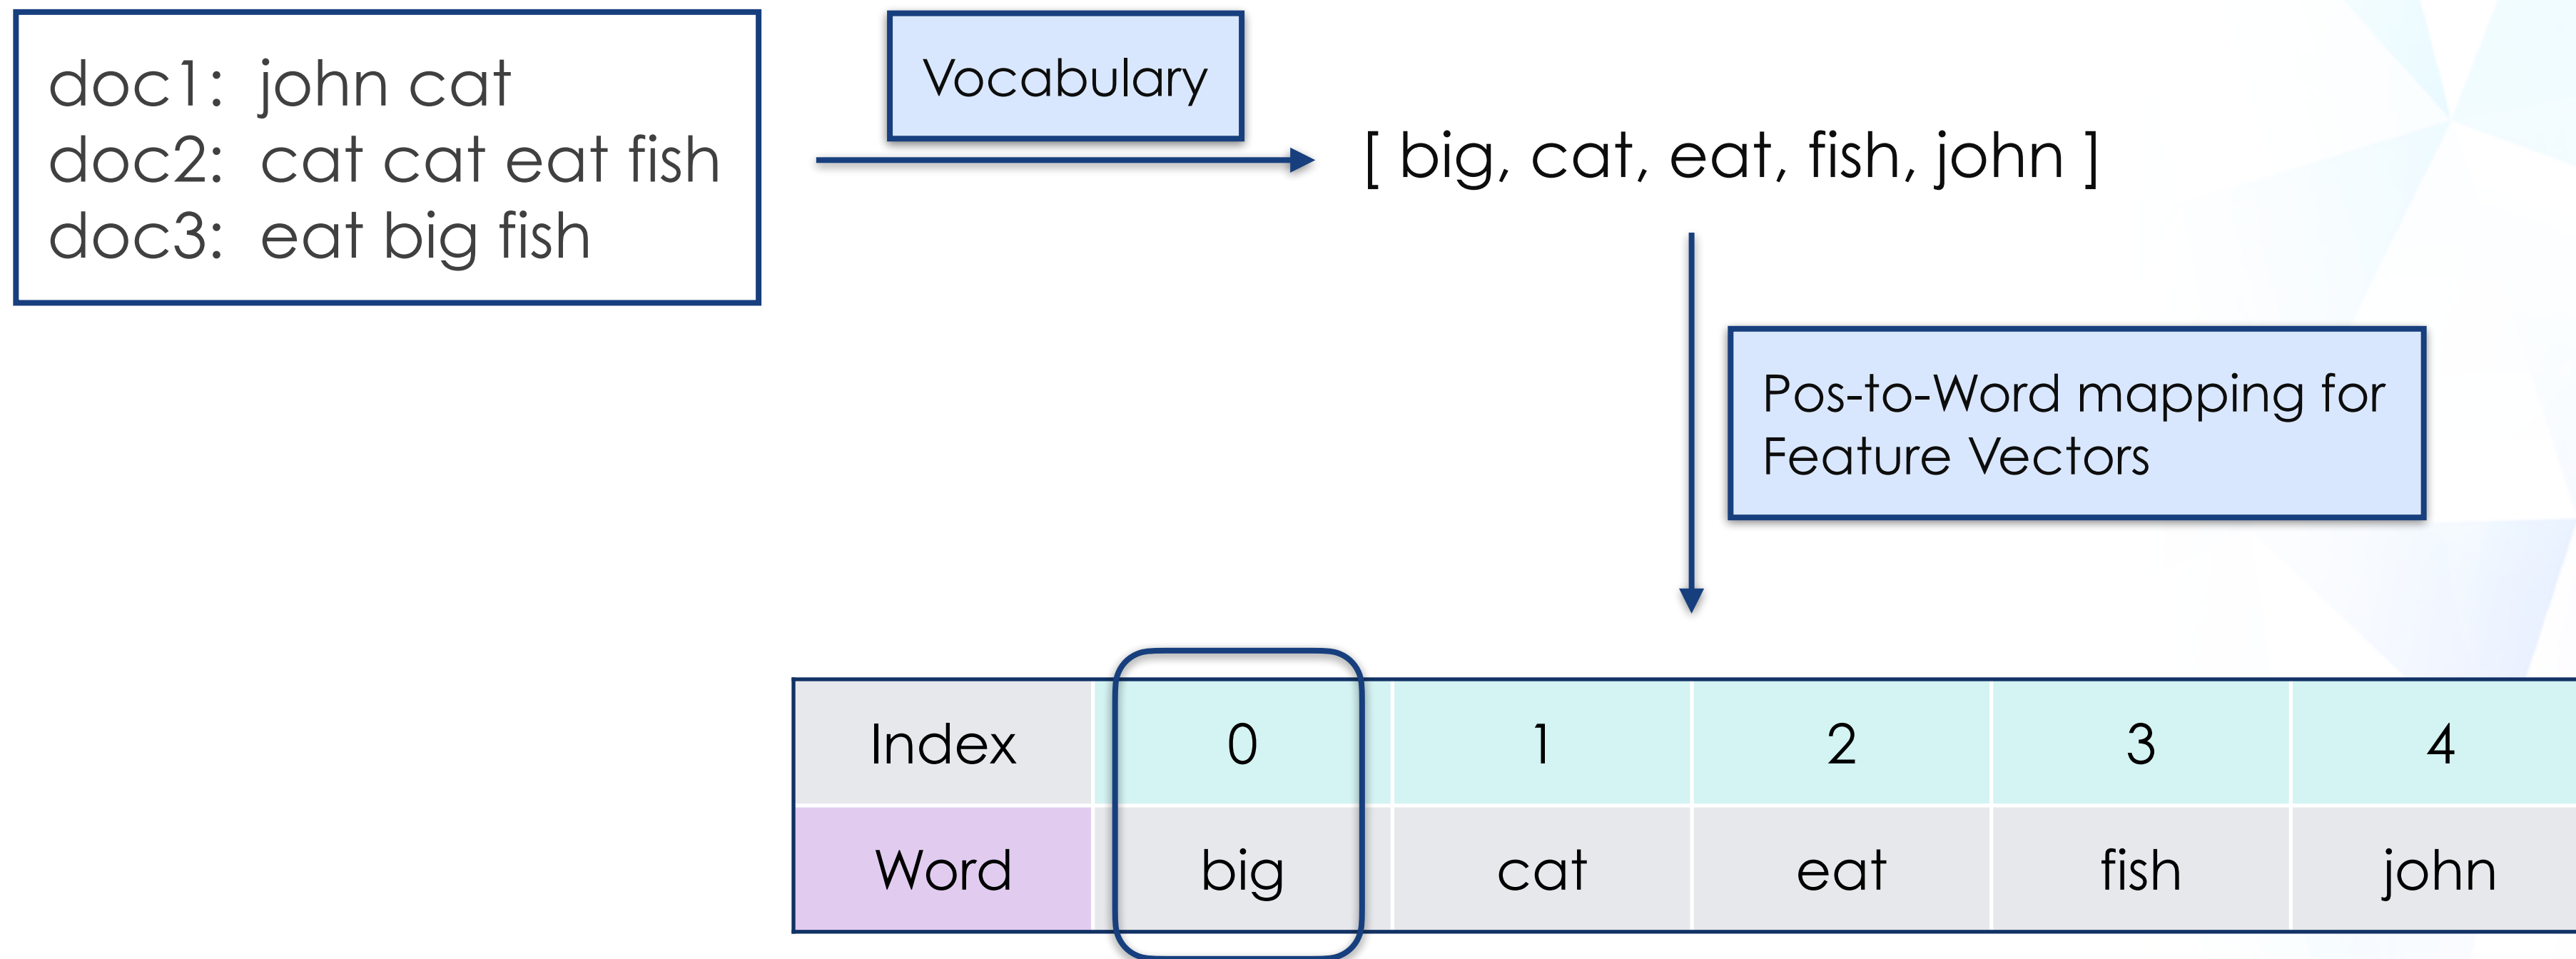 doc1: john cat
doc2: cat cat eat fish
doc3: eat big fish
Vocabulary
[ big, cat, eat, fish, john ]
Pos-to-Word mapping for
Feature Vectors
Index 0 1 2 3 4
Word big cat eat fish john